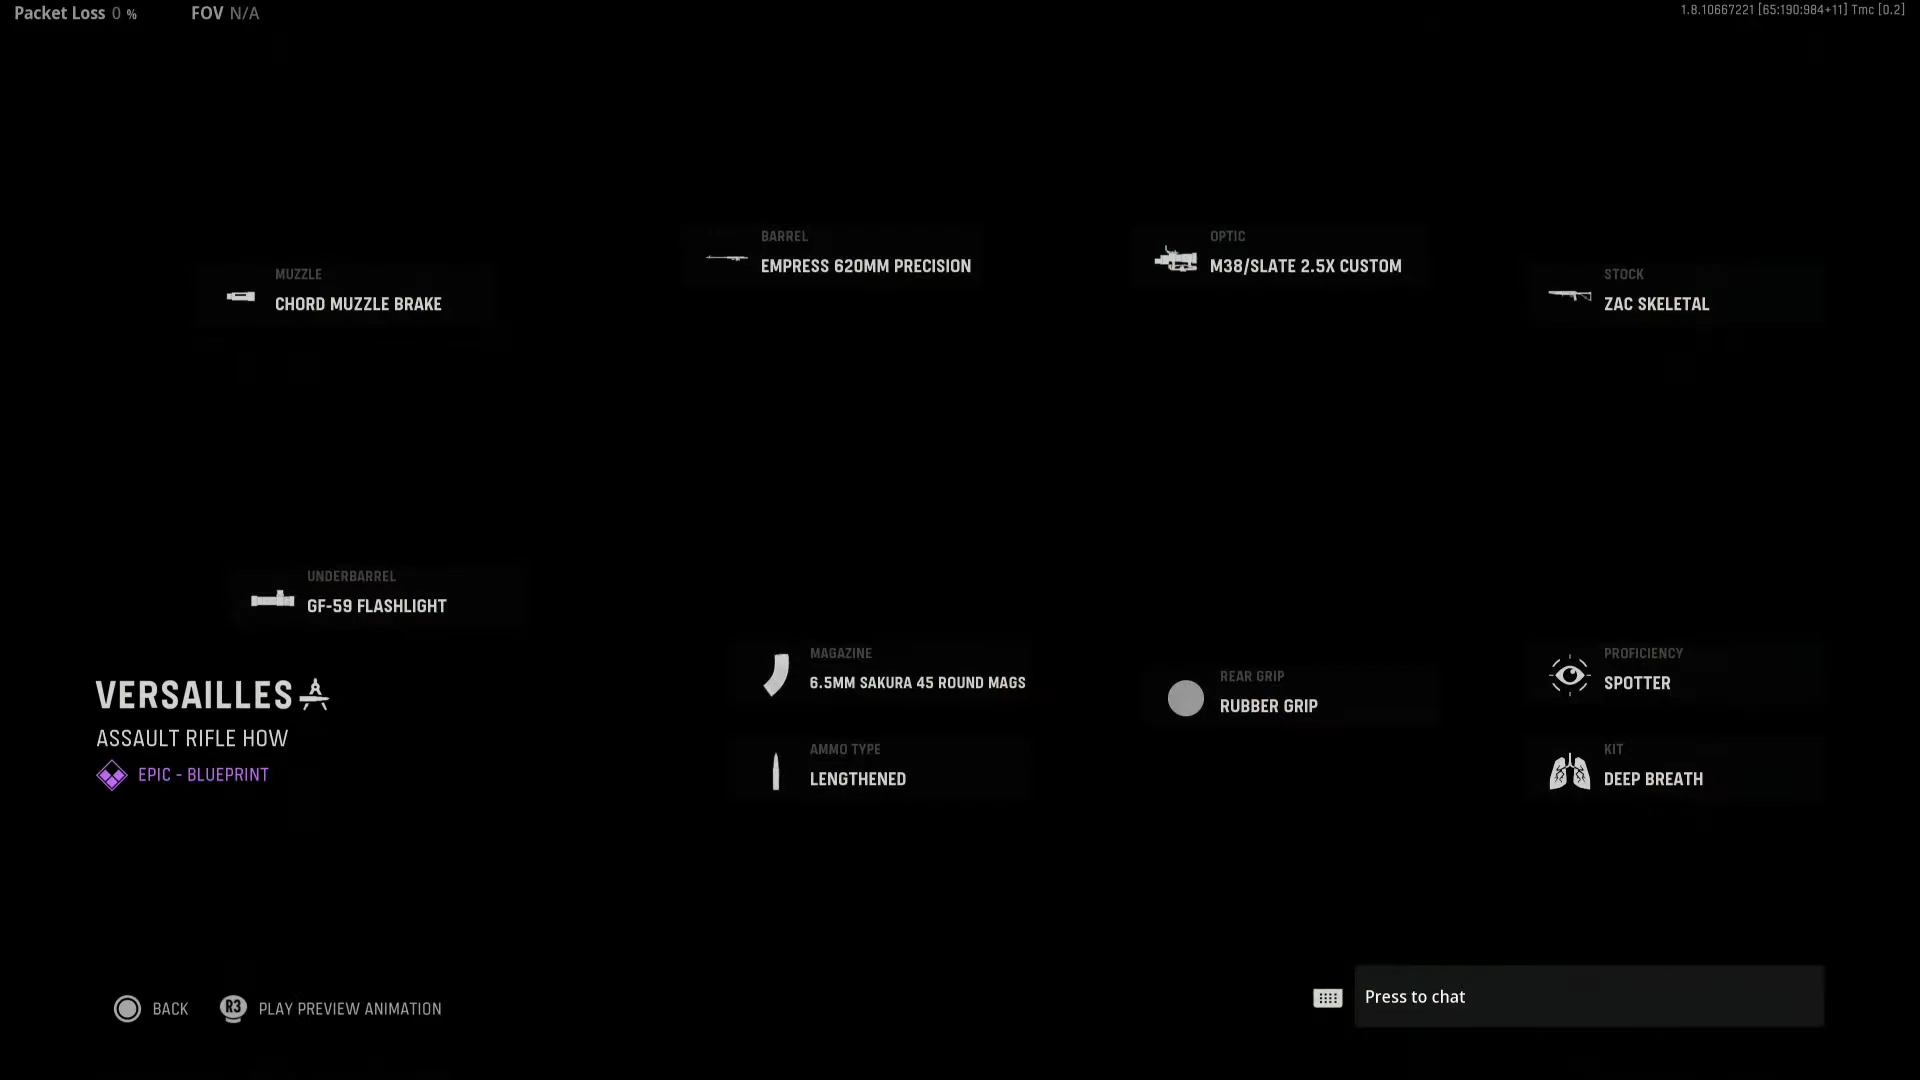 Packet Loss 0 %
FOV N/A
1.8.10667221 [65:190:984+11] Tmc [0.2]
MUZZLE
CHORD MUZZLE BRAKE
BARREL
EMPRESS 620MM PRECISION
OPTIC
M38/SLATE 2.5X CUSTOM
STOCK
ZAC SKELETAL
UNDERBARREL
GF-59 FLASHLIGHT
MAGAZINE
6.5MM SAKURA 45 ROUND MAGS
REAR GRIP
RUBBER GRIP
PROFICIENCY
SPOTTER
AMMO TYPE
LENGTHENED
KIT
DEEP BREATH
VERSAILLES
ASSAULT RIFLE HOW
EPIC - BLUEPRINT
BACK
R3 PLAY PREVIEW ANIMATION
Press to chat